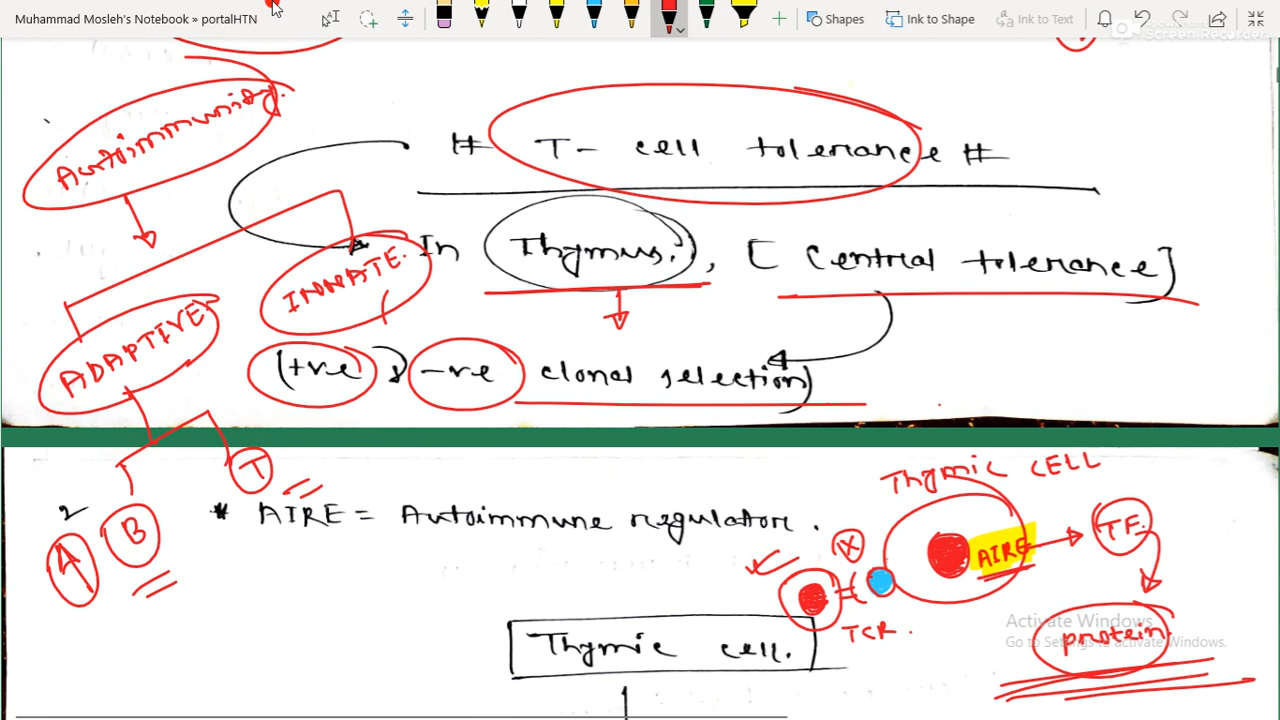 Muhammad Mosleh's Notebook » portalHTN
Shapes
Ink to Shape
Ink to Text
Screen Recorder
Autoimmunity
# T- cell tolerance #
In Thymus, [Central tolerance]
INNATE
ADAPTIVE
(+ve & -ve clonal selection)
T
B
A
Thymic CELL
* AIRE = Autoimmune regulator.
AIRE
TF
TCR.
protein
Thymic cell.
Activate Windows
Go to Settings to activate Windows.